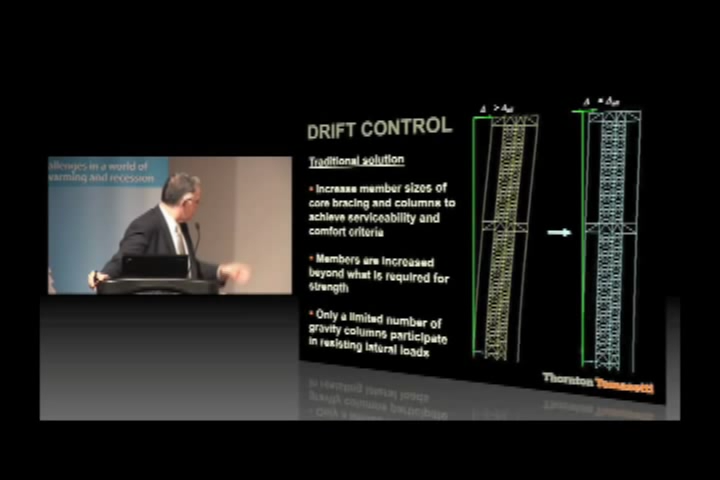 allenges in a world of
warming and recession
DRIFT CONTROL
Traditional solution
▪ Increase member sizes of
core bracing and columns to
achieve serviceability and
comfort criteria
▪ Members are increased
beyond what is required for
strength
▪ Only a limited number of
gravity columns participate
in resisting lateral loads
Δ > Δall
Δ = Δall
Thornton Tomasetti